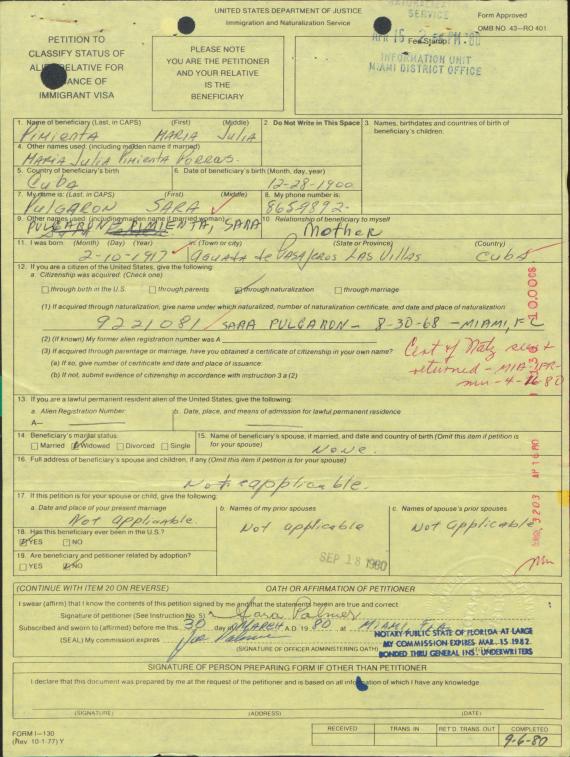 UNITED STATES DEPARTMENT OF JUSTICE
Immigration and Naturalization Service
Form Approved
OMB NO. 43-RO 401
NATURALIZATION
SERVICE
APR 15 2 56 PM '80
INFORMATION UNIT
MIAMI DISTRICT OFFICE
Fee Stamp
PETITION TO
CLASSIFY STATUS OF
RELATIVE FOR
OF
IMMIGRANT VISA
PLEASE NOTE
YOU ARE THE PETITIONER
AND YOUR RELATIVE
IS THE
BENEFICIARY
1. Name of beneficiary (Last, in CAPS) (First) (Middle)
PIMIENTA MARIA Julia
2. Do Not Write in This Space
3. Names, birthdates and countries of birth of
beneficiary's children.
4. Other names used. (including maiden name if married)
MARIA Julia Pimienta Porras.
5. Country of beneficiary's birth
Cuba
6. Date of beneficiary's birth (Month, day, year)
12-28-1900
7. My name is: (Last, in CAPS) (First) (Middle)
PULGARON SARA
8. My phone number is:
8659892-
9. Other names used: (including maiden name if married woman)
PIMIENTA, SARA
10. Relationship of beneficiary to myself
Mother
11. I was born: (Month) (Day) (Year) in: (Town or city) (State or Province) (Country)
2-10-1917 aguada de PASAJEROS LAS Villas Cuba
12. If you are a citizen of the United States, give the following:
a. Citizenship was acquired: (Check one)
through birth in the U.S. through parents through naturalization through marriage
(1) If acquired through naturalization, give name under which naturalized, number of naturalization certificate, and date and place of naturalization:
9221081 SARA PULGARON - 8-30-68 - MIAMI, FL
(2) (If known) My former alien registration number was A
(3) If acquired through parentage or marriage, have you obtained a certificate of citizenship in your own name?
(a) If so, give number of certificate and date and place of issuance:
(b) If not, submit evidence of citizenship in accordance with instruction 3 a (2)
Cert of Natz seen +
returned - MIA
10.00CS
13. If you are a lawful permanent resident alien of the United States, give the following:
a. Alien Registration Number:
b. Date, place, and means of admission for lawful permanent residence
A-
14. Beneficiary's marital status:
Married Widowed Divorced Single
15. Name of beneficiary's spouse, if married, and date and country of birth (Omit this item if petition is
for your spouse)
None.
16. Full address of beneficiary's spouse and children, if any (Omit this item if petition is for your spouse)
Not applicable.
17. If this petition is for your spouse or child, give the following:
a. Date and place of your present marriage
b. Names of my prior spouses
c. Names of spouse's prior spouses
Not applicable.
Not applicable
Not applicable
18. Has this beneficiary ever been in the U.S.?
YES NO
19. Are beneficiary and petitioner related by adoption?
YES NO
SEP 18 1980
(CONTINUE WITH ITEM 20 ON REVERSE) OATH OR AFFIRMATION OF PETITIONER
I swear (affirm) that I know the contents of this petition signed by me and that the statements herein are true and correct.
Signature of petitioner (See Instruction No. 5)
Subscribed and sworn to (affirmed) before me this 30 day of MARCH A.D. 1980. at MIAMI, FLA.
(SEAL) My commission expires
(SIGNATURE OF OFFICER ADMINISTERING OATH)
NOTARY PUBLIC STATE OF FLORIDA AT LARGE
MY COMMISSION EXPIRES MAR. 15 1982.
BONDED THRU GENERAL INS. UNDERWRITERS
SIGNATURE OF PERSON PREPARING FORM IF OTHER THAN PETITIONER
I declare that this document was prepared by me at the request of the petitioner and is based on all information of which I have any knowledge.
(SIGNATURE) (ADDRESS) (DATE)
FORM I-130
(Rev. 10-1-77) Y
RECEIVED TRANS IN RET'D. TRANS. OUT COMPLETED
9-6-80